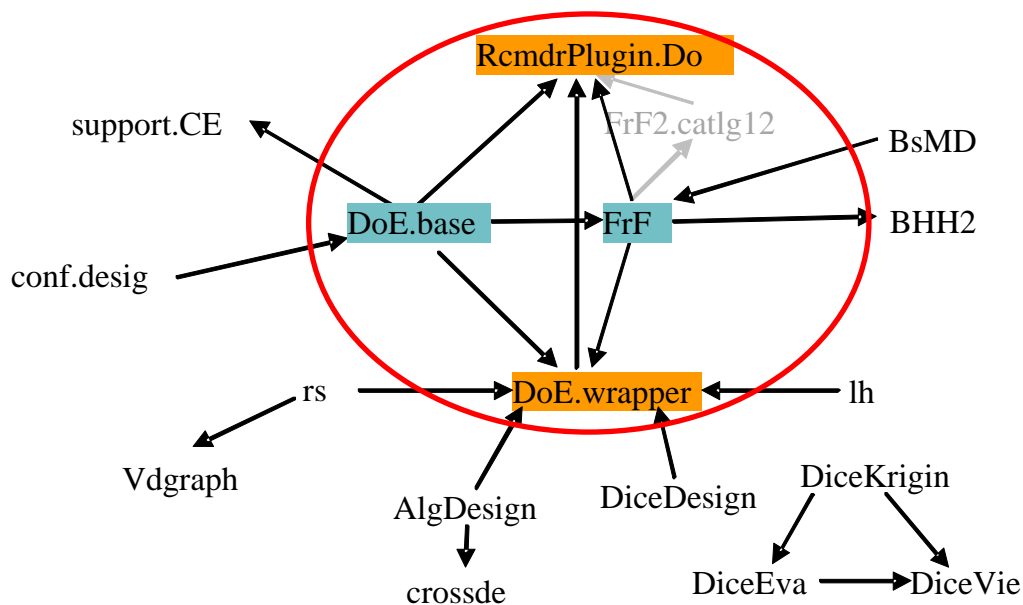 RcmdrPlugin.Do
support.CE
FrF2.catlg12
BsMD
DoE.base
FrF
BHH2
conf.desig
rs
DoE.wrapper
lh
Vdgraph
AlgDesign
DiceDesign
DiceKrigin
crossde
DiceEva
DiceVie